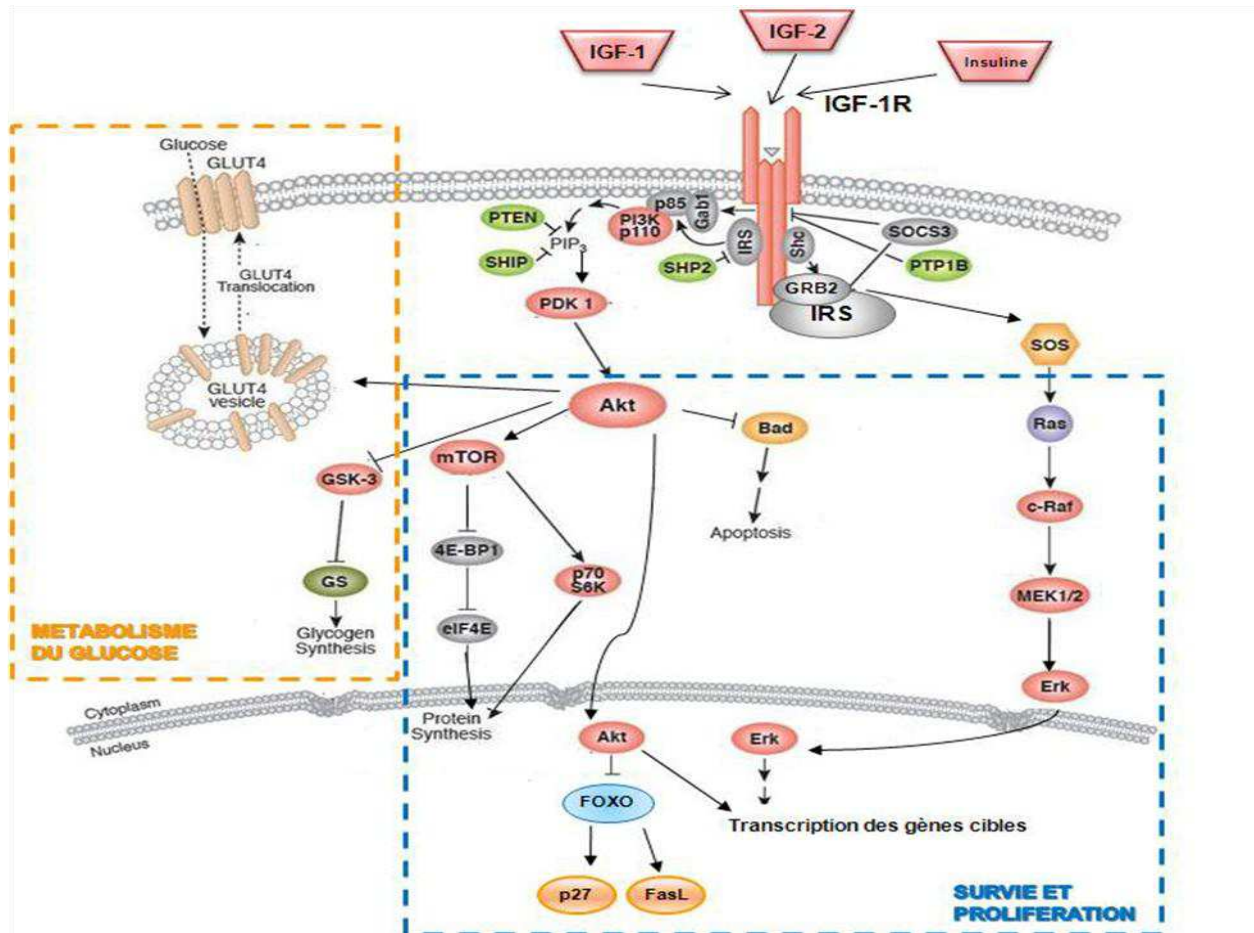 IGF-1
IGF-2
Insuline
IGF-1R
Glucose
GLUT4
p85
Gab1
PI3K
p110
PTEN
PIP3
SHIP
SHP2
IRS
Shc
SOCS3
PTP1B
GRB2
IRS
GLUT4
Translocation
PDK 1
SOS
GLUT4
vesicle
Akt
Bad
Ras
mTOR
GSK-3
c-Raf
Apoptosis
4E-BP1
p70
S6K
GS
MEK1/2
eIF4E
METABOLISME
DU GLUCOSE
Glycogen
Synthesis
Erk
Cytoplasm
Nucleus
Protein
Synthesis
Akt
Erk
FOXO
Transcription des gènes cibles
p27
FasL
SURVIE ET
PROLIFERATION